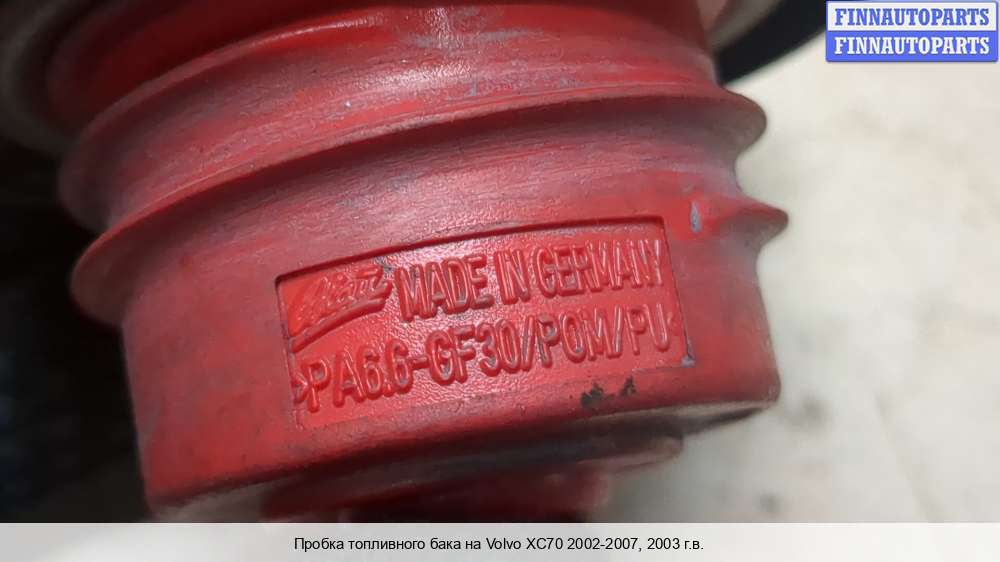 FINNAUTOPARTS
FINNAUTOPARTS
MADE IN GERMANY
>PA6.6-GF30/POM/PU<
Пробка топливного бака на Volvo XC70 2002-2007, 2003 г.в.